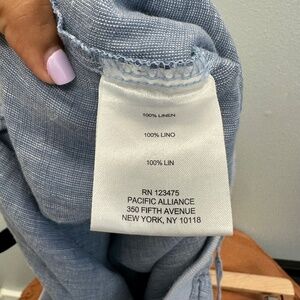 100% LINEN
100% LINO
100% LIN
RN 123475
PACIFIC ALLIANCE
350 FIFTH AVENUE
NEW YORK, NY 10118